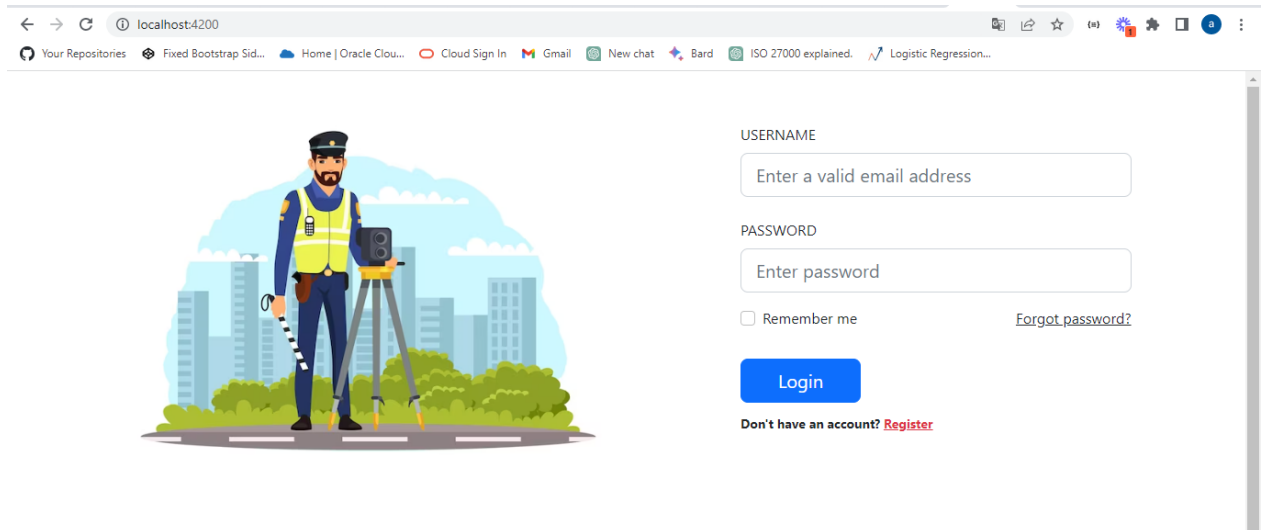 localhost:4200
Your Repositories Fixed Bootstrap Sid... Home | Oracle Clou... Cloud Sign In Gmail New chat Bard ISO 27000 explained. Logistic Regression...
USERNAME
Enter a valid email address
PASSWORD
Enter password
Remember me Forgot password?
Login
Don't have an account? Register
a
1